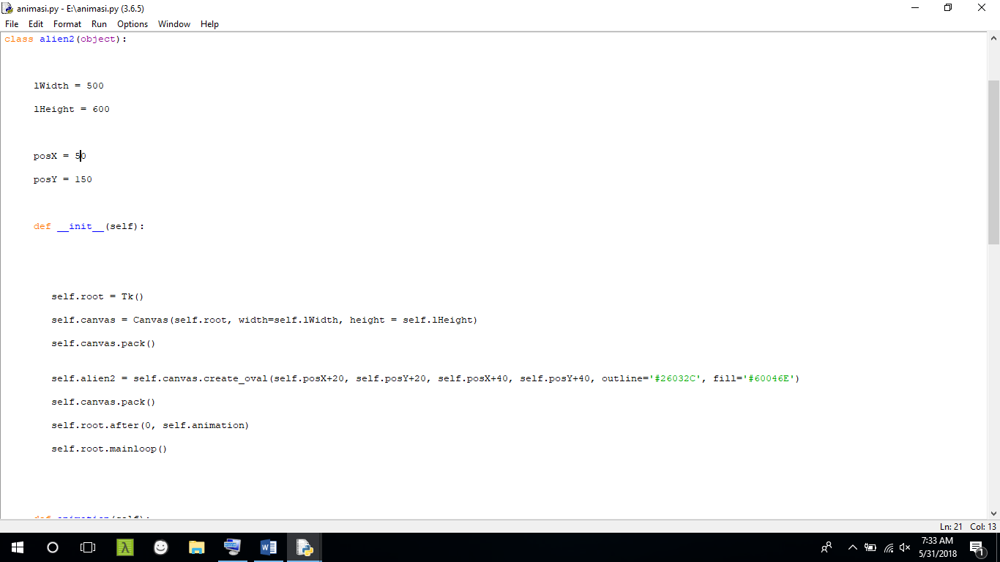 animasi.py - E:\animasi.py (3.6.5)
File Edit Format Run Options Window Help
class alien2(object):
lWidth = 500
lHeight = 600
posX = 50
posY = 150
def __init__(self):
self.root = Tk()
self.canvas = Canvas(self.root, width=self.lWidth, height = self.lHeight)
self.canvas.pack()
self.alien2 = self.canvas.create_oval(self.posX+20, self.posY+20, self.posX+40, self.posY+40, outline='#26032C', fill='#60046E')
self.canvas.pack()
self.root.after(0, self.animation)
self.root.mainloop()
Ln: 21 Col: 13
7:33 AM
5/31/2018
1